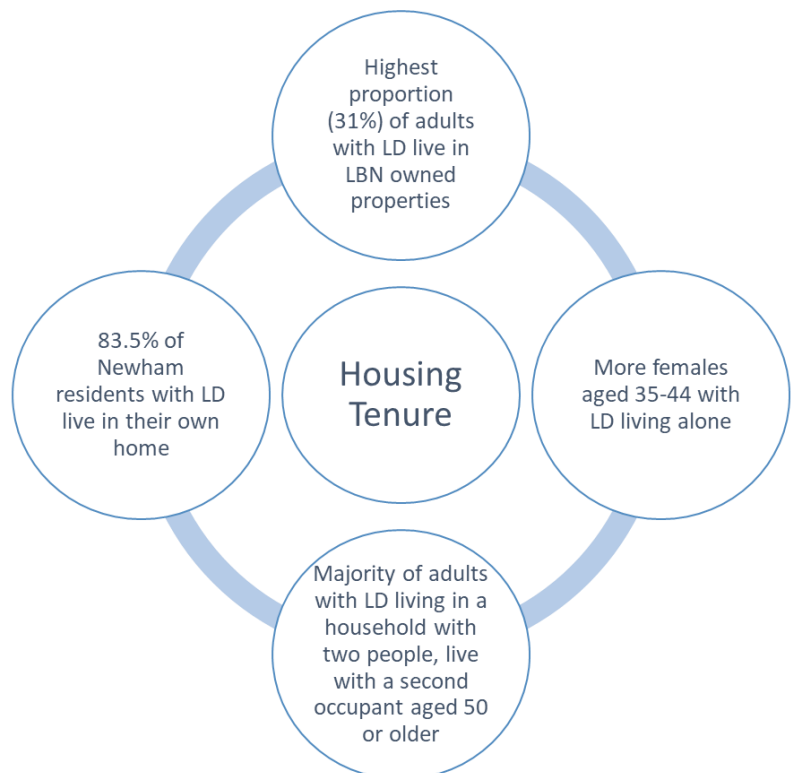 Highest
proportion
(31%) of adults
with LD live in
LBN owned
properties
83.5% of
Newham
residents with LD
live in their own
home
Housing
Tenure
More females
aged 35-44 with
LD living alone
Majority of adults
with LD living in a
household with
two people, live
with a second
occupant aged 50
or older